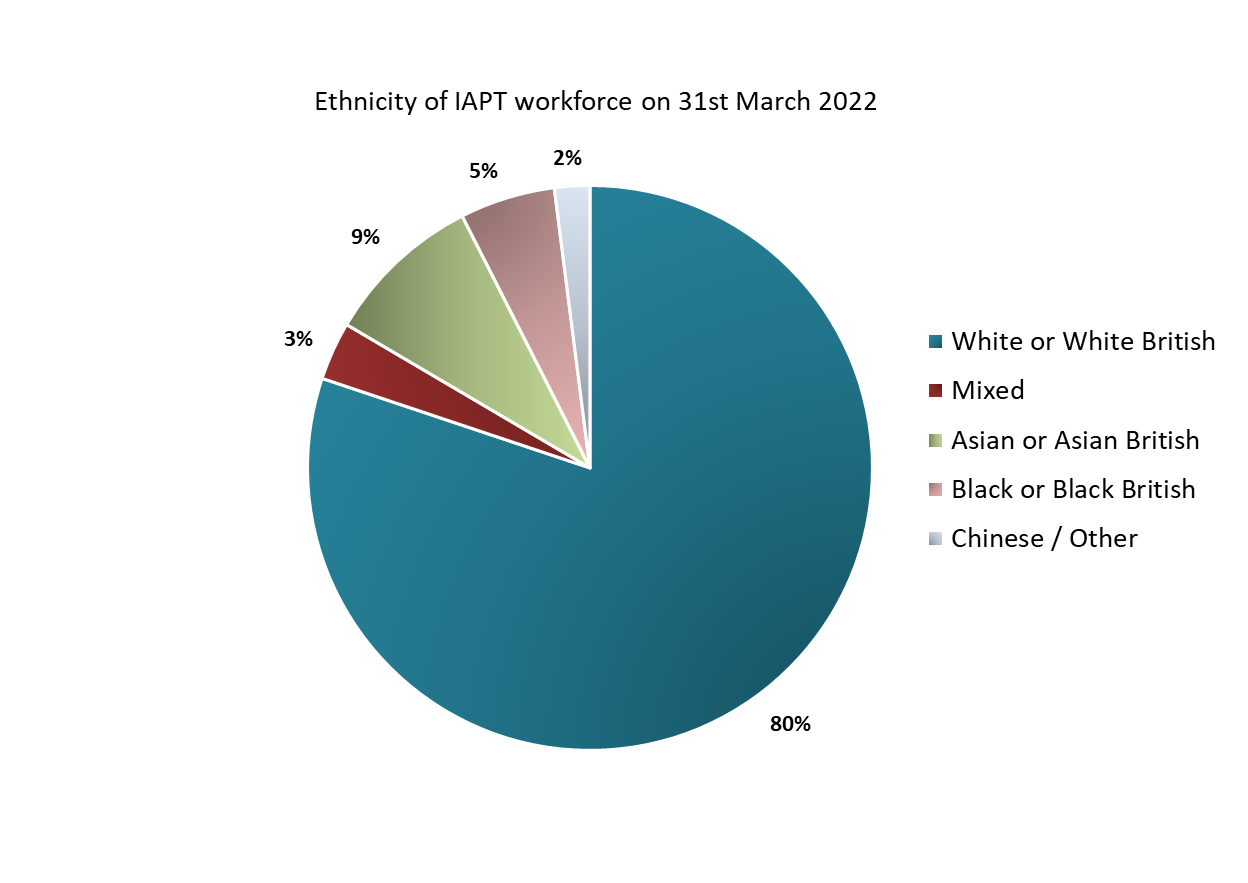 Ethnicity of IAPT workforce on 31st March 2022
2%
5%
9%
3%
80%
White or White British
Mixed
Asian or Asian British
Black or Black British
Chinese / Other